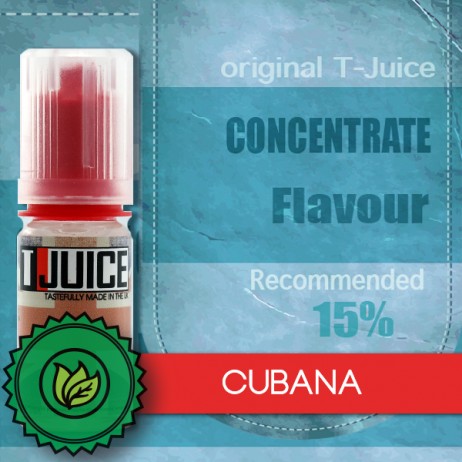 original T-Juice
CONCENTRATE
Flavour
T JUICE
TASTEFULLY MADE IN THE UK
Recommended
15%
CUBANA